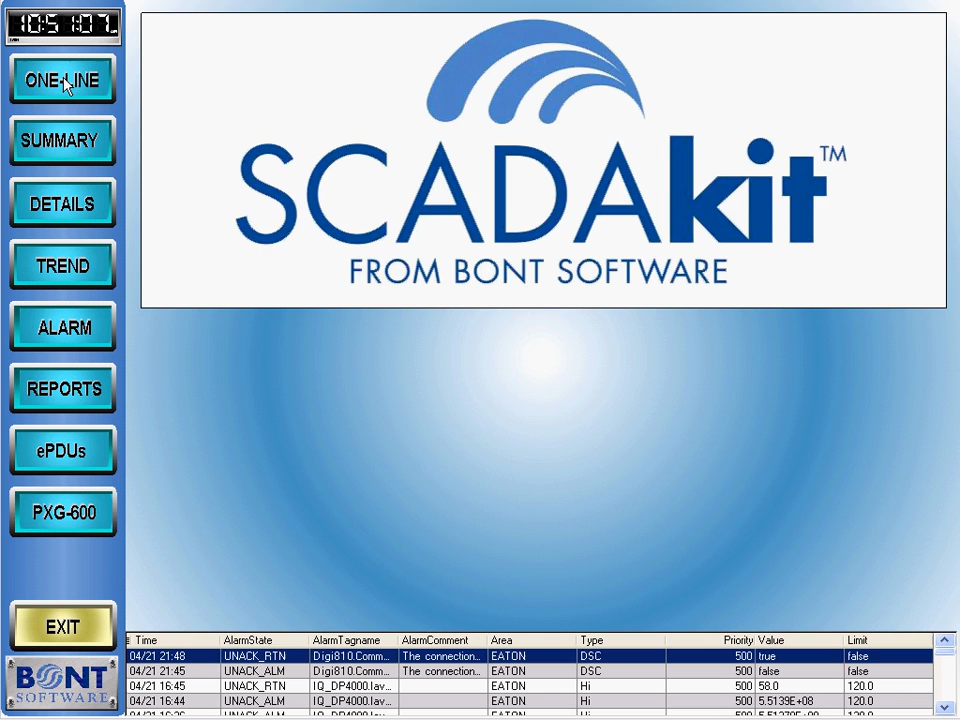 10:51:07
ONE-LINE
SUMMARY
DETAILS
TREND
ALARM
REPORTS
ePDUs
PXG-600
EXIT
BONT
SOFTWARE
SCADAkit™
FROM BONT SOFTWARE
Time AlarmState AlarmTagname AlarmComment Area Type Priority Value Limit
04/21 21:48 UNACK_RTN Digi810.Comm... The connection... EATON DSC 500 true false
04/21 21:45 UNACK_ALM Digi810.Comm... The connection... EATON DSC 500 false false
04/21 16:45 UNACK_RTN IQ_DP4000.Iav... EATON Hi 500 58.0 120.0
04/21 16:44 UNACK_ALM IQ_DP4000.Iav... EATON Hi 500 5.5139E+08 120.0